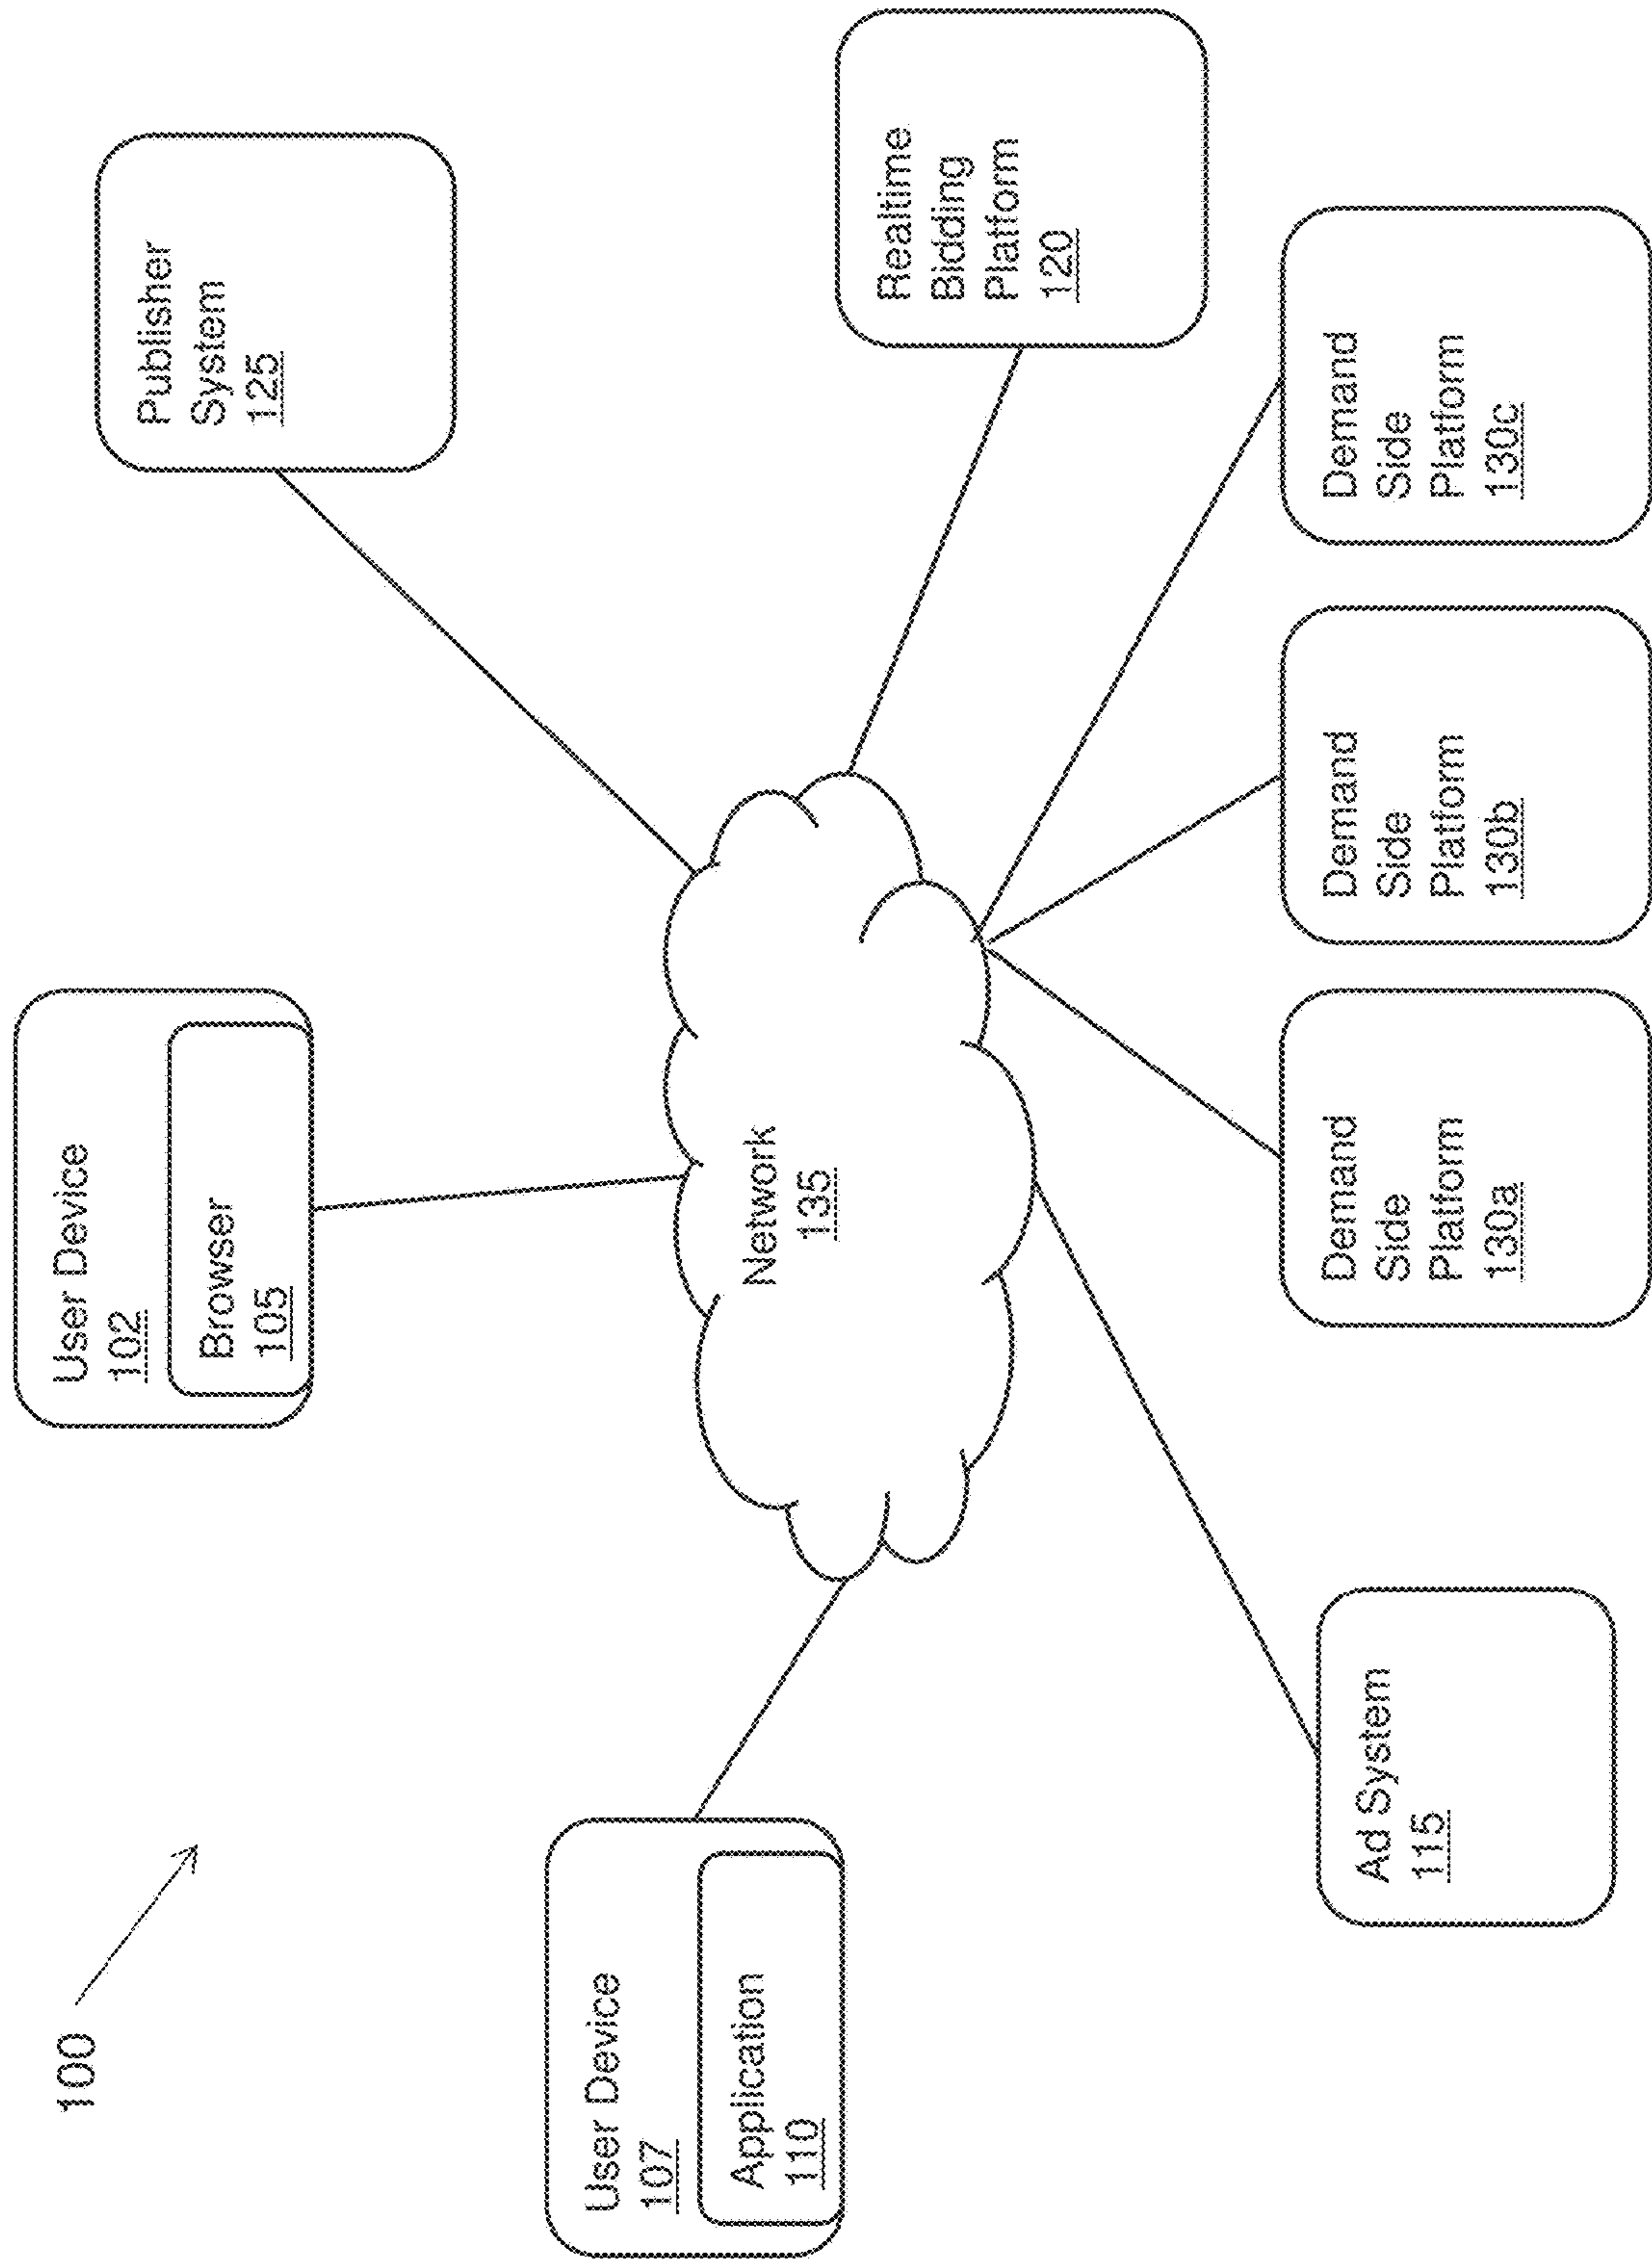 100
User Device
102
Browser
105
Publisher
System
125
User Device
107
Application
110
Network
135
Realtime
Bidding
Platform
120
Ad System
115
Demand
Side
Platform
130a
Demand
Side
Platform
130b
Demand
Side
Platform
130c